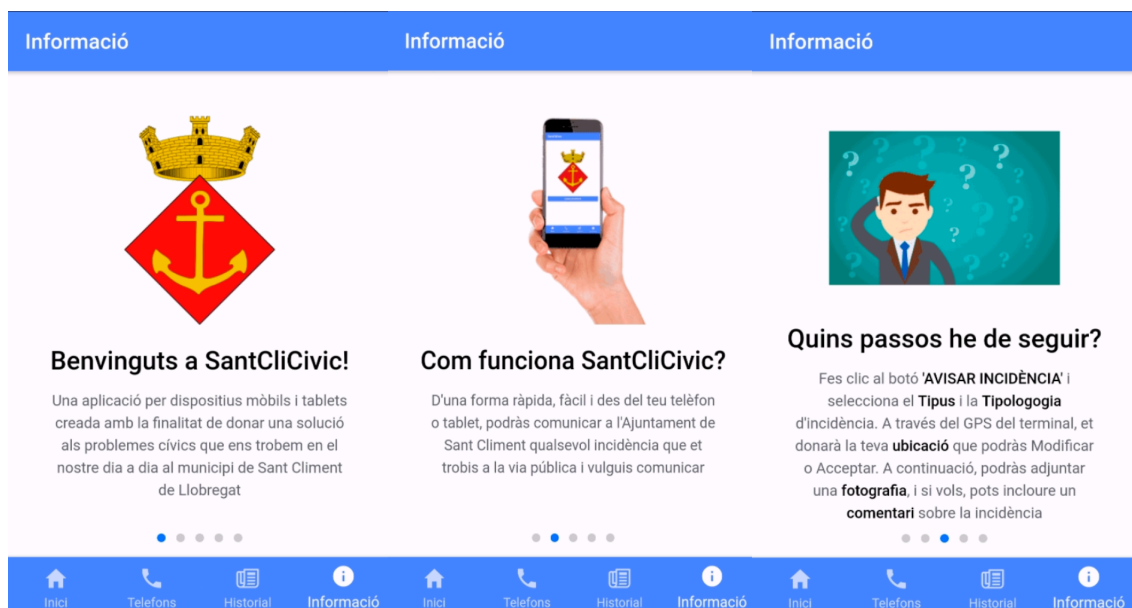 Informació
Benvinguts a SantCliCivic!
Una aplicació per dispositius mòbils i tablets
creada amb la finalitat de donar una solució
als problemes cívics que ens trobem en el
nostre dia a dia al municipi de Sant Climent
de Llobregat
Inici
Telefons
Historial
Informació
Informació
Com funciona SantCliCivic?
D'una forma ràpida, fàcil i des del teu telèfon
o tablet, podràs comunicar a l'Ajuntament de
Sant Climent qualsevol incidència que et
trobis a la via pública i vulguis comunicar
Inici
Telefons
Historial
Informació
Informació
Quins passos he de seguir?
Fes clic al botó 'AVISAR INCIDÈNCIA' i
selecciona el Tipus i la Tipologogia
d'incidència. A través del GPS del terminal, et
donarà la teva ubicació que podràs Modificar
o Acceptar. A continuació, podràs adjuntar
una fotografia, i si vols, pots incloure un
comentari sobre la incidència
Inici
Telefons
Historial
Informació